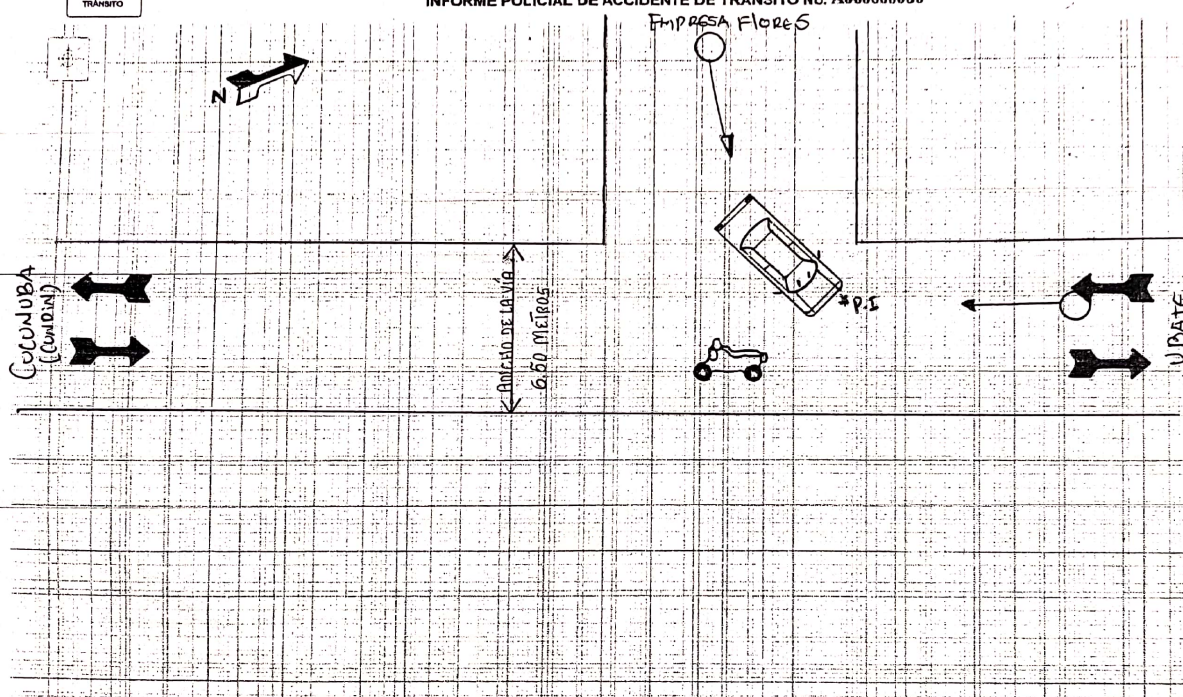 TRÁNSITO
INFORME POLICIAL DE ACCIDENTE DE TRÁNSITO No.
EMPRESA FLORES
N
CUCUNUBA
(CUNDIN)
ANCHO DE LA VÍA
6.50 METROS
*P.I
UBATE